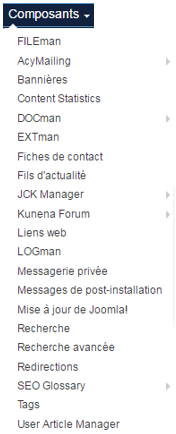 Composants
FILEman
AcyMailing
Bannières
Content Statistics
DOCman
EXTman
Fiches de contact
Fils d'actualité
JCK Manager
Kunena Forum
Liens web
LOGman
Messagerie privée
Messages de post-installation
Mise à jour de Joomla!
Recherche
Recherche avancée
Redirections
SEO Glossary
Tags
User Article Manager